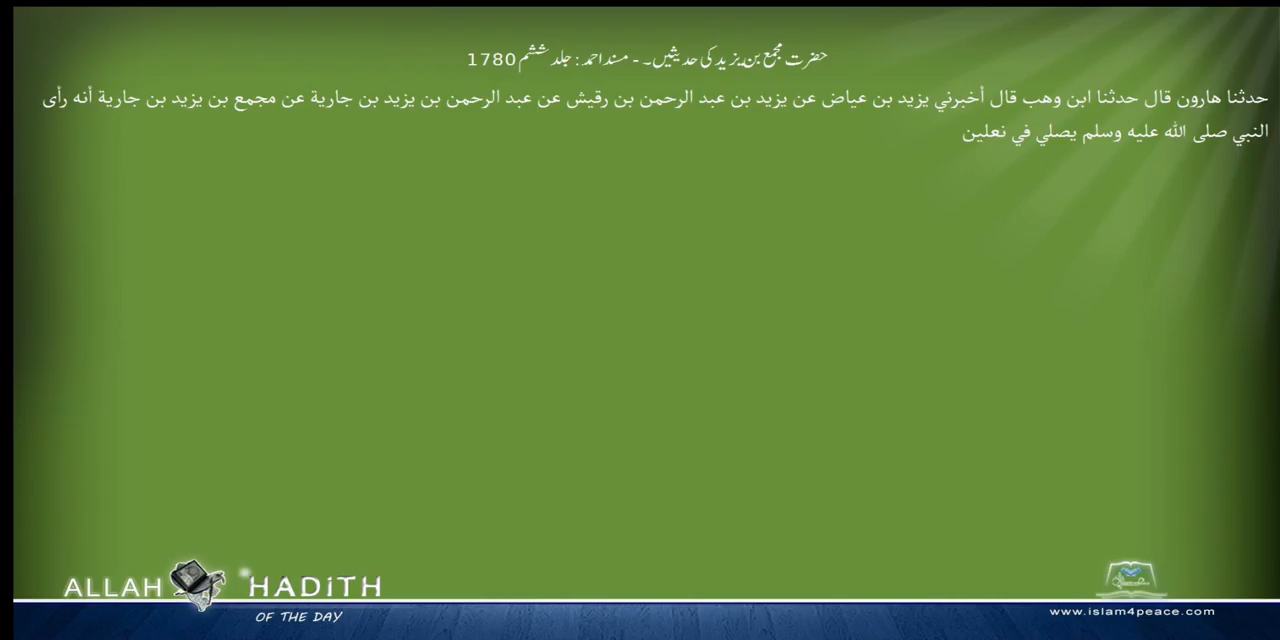 حضرت مجمع بن یزید کی حدیثیں۔ - مسند احمد : جلد ششم 1780
حدثنا هارون قال حدثنا ابن وهب قال أخبرني يزيد بن عياض عن يزيد بن عبد الرحمن بن رقيش عن عبد الرحمن بن يزيد بن جارية عن مجمع بن يزيد بن جارية أنه رأى
النبي صلى الله عليه وسلم يصلي في نعلين
ALLAH HADITH
OF THE DAY
www.islam4peace.com